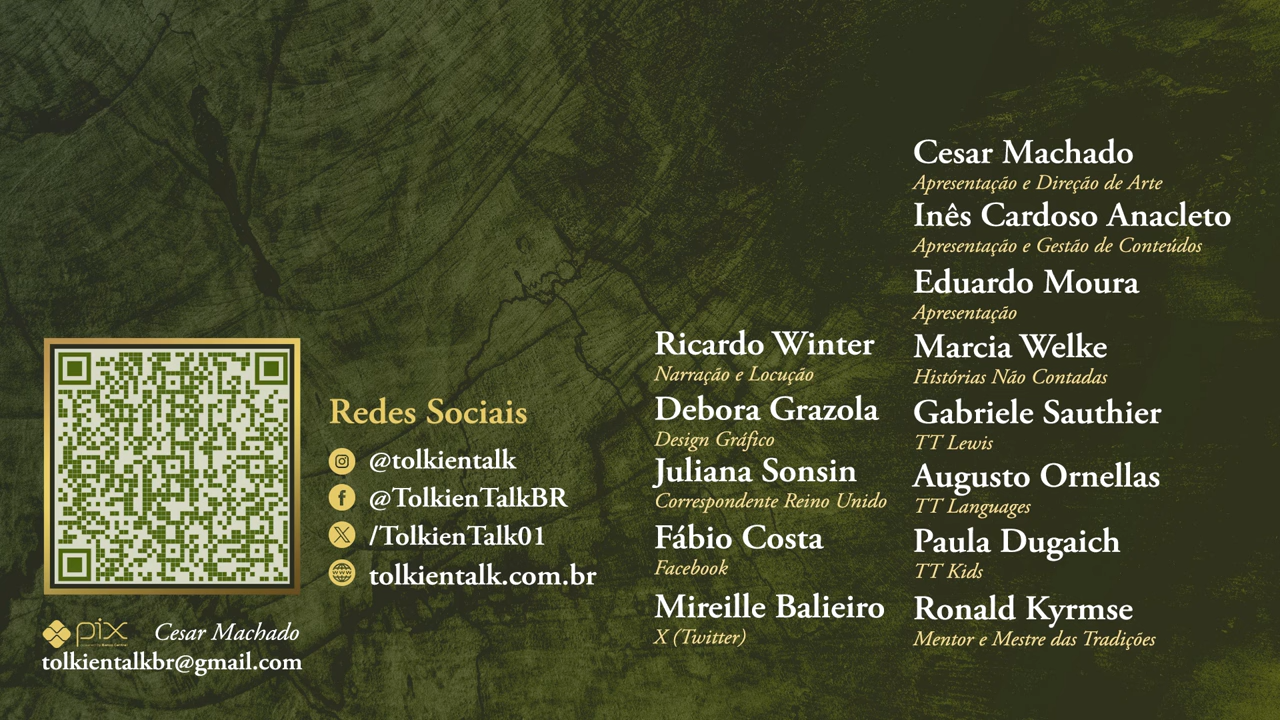 pix
Cesar Machado
tolkientalkbr@gmail.com
Redes Sociais
@tolkientalk
@TolkienTalkBR
/TolkienTalk01
tolkientalk.com.br
Ricardo Winter
Narração e Locução
Debora Grazola
Design Gráfico
Juliana Sonsin
Correspondente Reino Unido
Fábio Costa
Facebook
Mireille Balieiro
X (Twitter)
Cesar Machado
Apresentação e Direção de Arte
Inês Cardoso Anacleto
Apresentação e Gestão de Conteúdos
Eduardo Moura
Apresentação
Marcia Welke
Histórias Não Contadas
Gabriele Sauthier
TT Lewis
Augusto Ornellas
TT Languages
Paula Dugaich
TT Kids
Ronald Kyrmse
Mentor e Mestre das Tradições